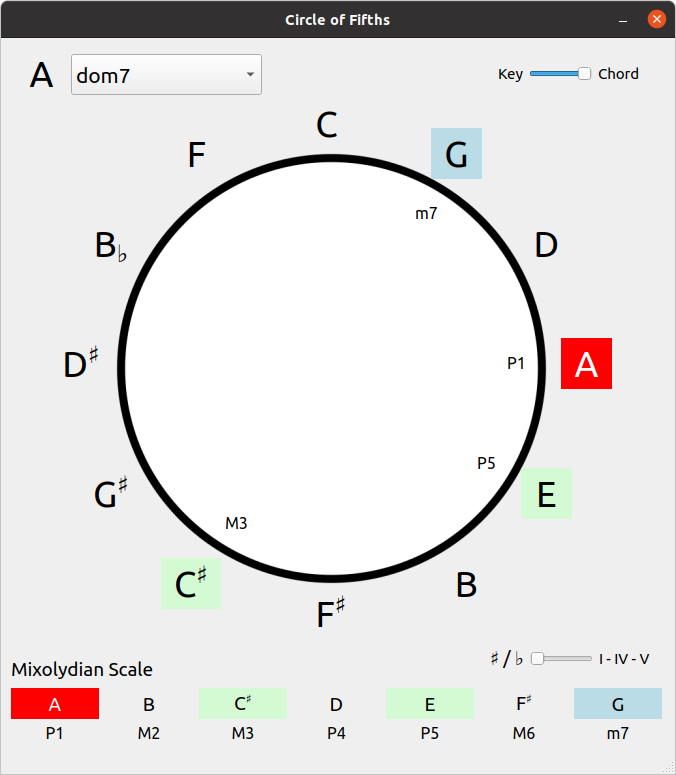 Circle of Fifths
A dom7 Key Chord
C
F G
m7
B♭ D
D♯ P1 A
P5
G♯ E
M3
C♯ B
F♯
♯ / ♭ I - IV - V
Mixolydian Scale
A B C♯ D E F♯ G
P1 M2 M3 P4 P5 M6 m7